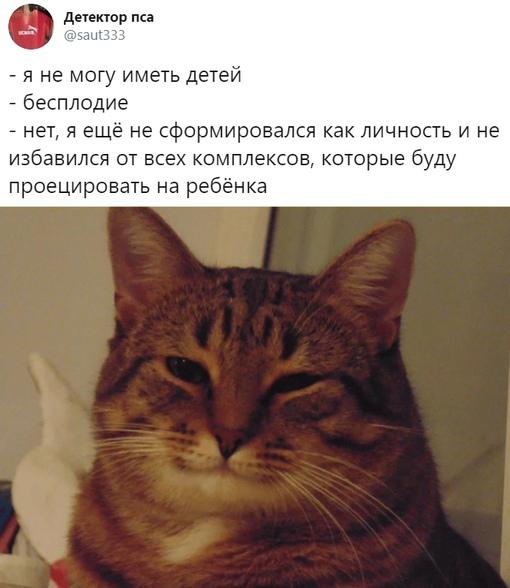 Детектор пса
@saut333
- я не могу иметь детей
- бесплодие
- нет, я ещё не сформировался как личность и не
избавился от всех комплексов, которые буду
проецировать на ребёнка